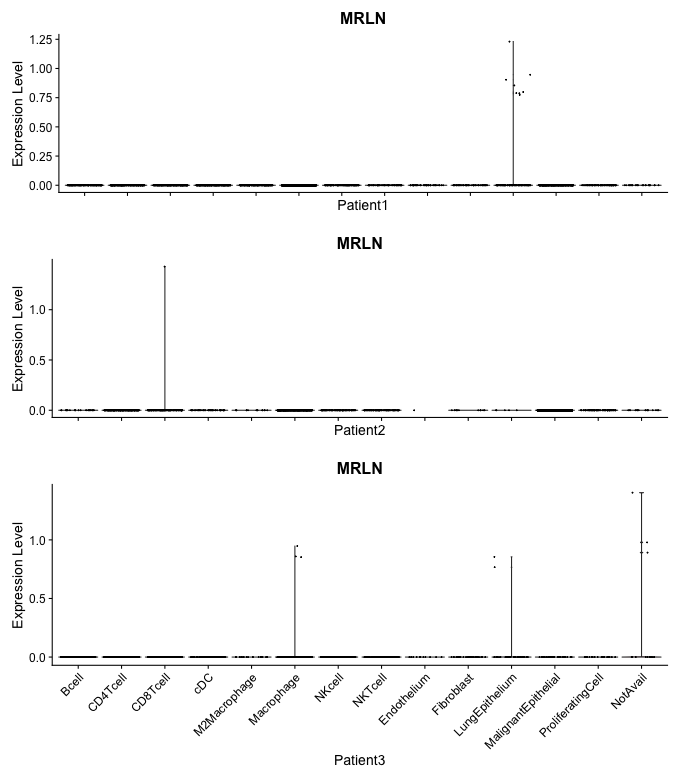 MRLN
Expression Level
1.25
1.00
0.75
0.50
0.25
0.00
Patient1
MRLN
Expression Level
1.0
0.5
0.0
Patient2
MRLN
Expression Level
1.0
0.5
0.0
Bcell
CD4Tcell
CD8Tcell
cDC
M2Macrophage
Macrophage
NKcell
NKTcell
Endothelium
Fibroblast
LungEpithelium
MalignantEpithelial
ProliferatingCell
NotAvail
Patient3